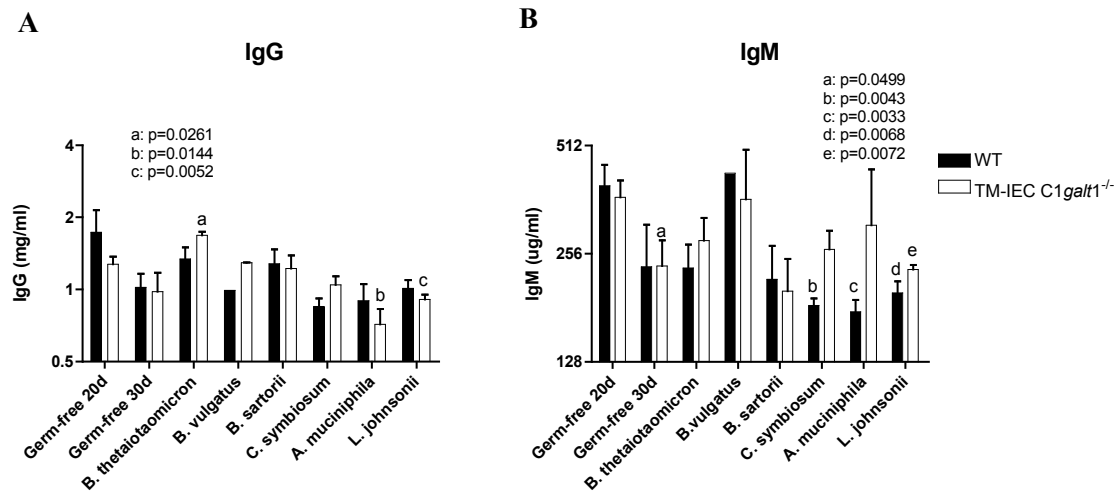 A
IgG
a: p=0.0261
b: p=0.0144
c: p=0.0052
IgG (mg/ml)
4
2
1
0.5
a
b
c
Germ-free 20d
Germ-free 30d
B. thetaiotaomicron
B. vulgatus
B. sartorii
C. symbiosum
A. muciniphila
L. johnsonii
B
IgM
a: p=0.0499
b: p=0.0043
c: p=0.0033
d: p=0.0068
e: p=0.0072
IgM (ug/ml)
512
256
128
a
b
c
d
e
Germ-free 20d
Germ-free 30d
B. thetaiotaomicron
B.vulgatus
B. sartorii
C. symbiosum
A. muciniphila
L. johnsonii
WT
TM-IEC C1galt1-/-